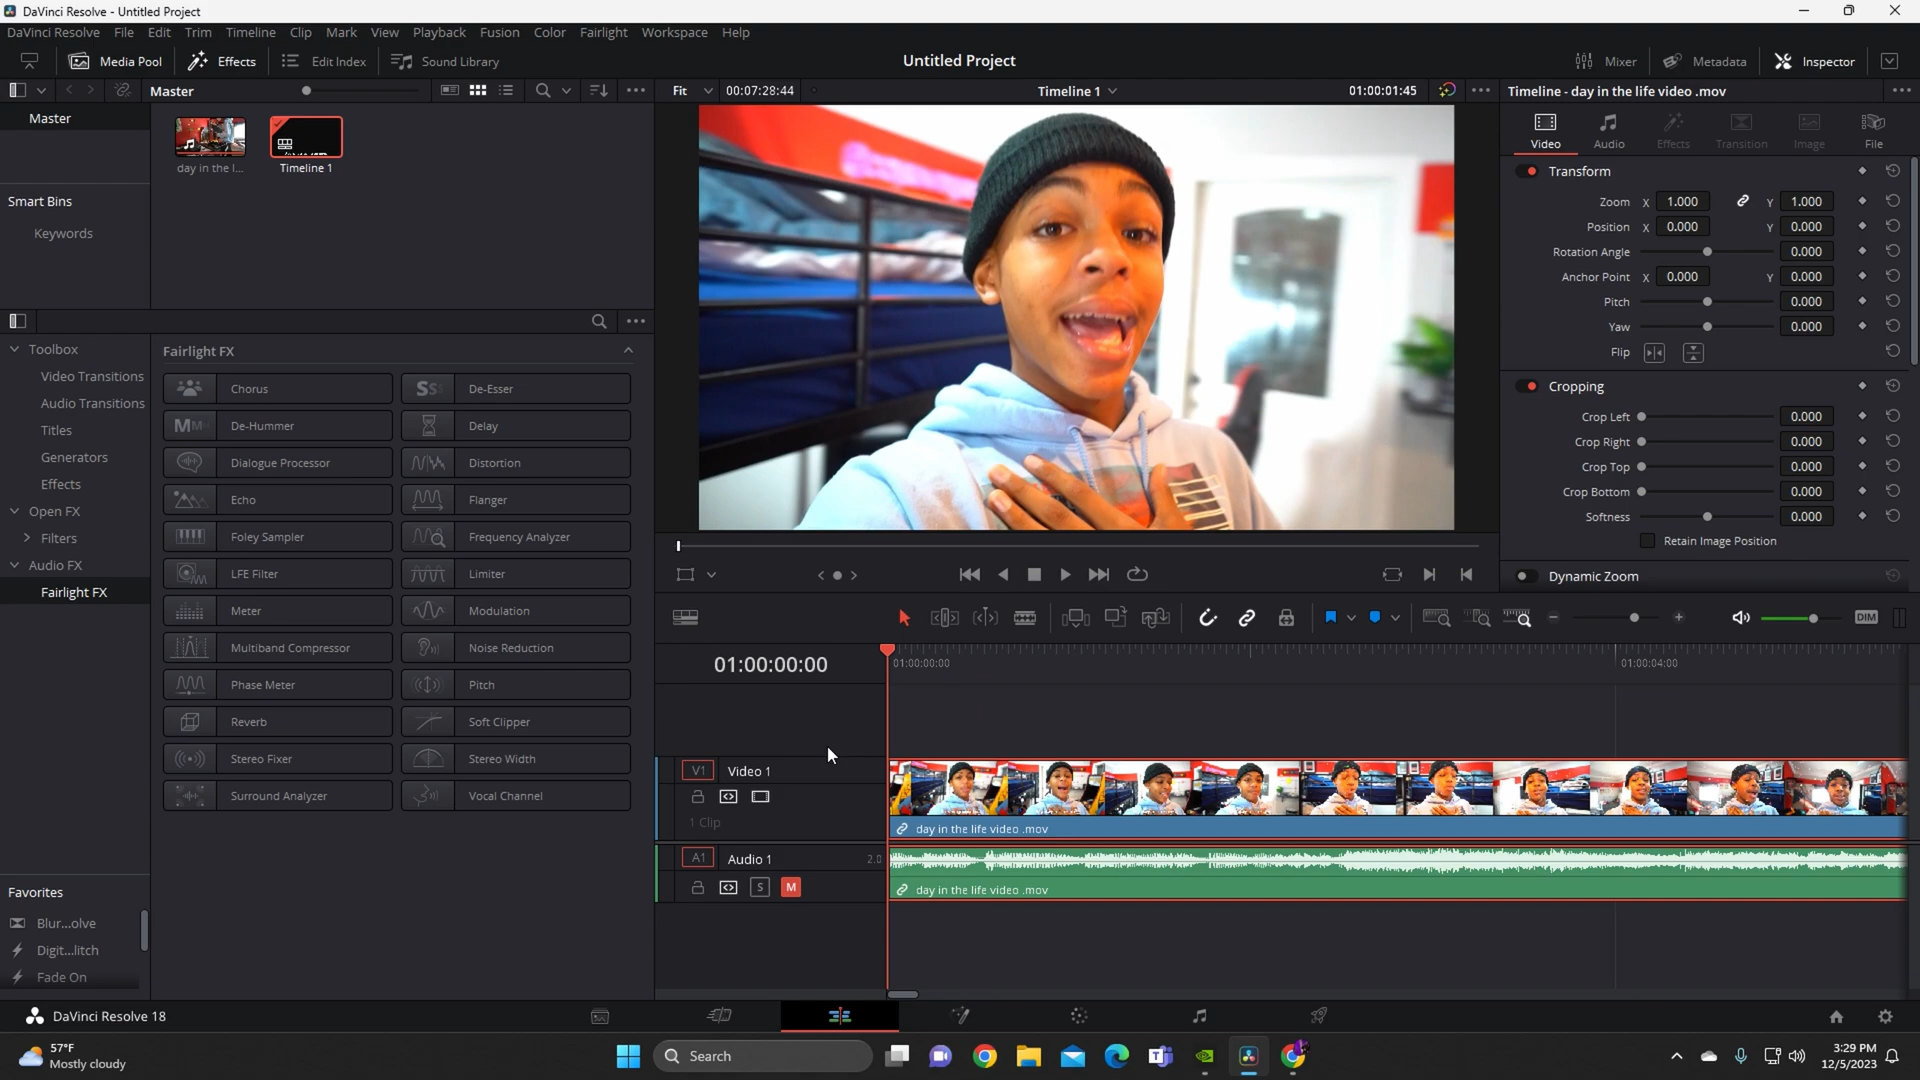 DaVinci Resolve - Untitled Project
DaVinci Resolve File Edit Trim Timeline Clip Mark View Playback Fusion Color Fairlight Workspace Help
Media Pool Effects Edit Index Sound Library Untitled Project Mixer Metadata Inspector
Master Fit 00:07:28:44 Timeline 1 01:00:01:45 Timeline - day in the life video .mov
Master
day in the l...
Timeline 1
Smart Bins
Keywords
Video Audio Effects Transition Image File
Transform
Zoom X 1.000 Y 1.000
Position X 0.000 Y 0.000
Rotation Angle 0.000
Anchor Point X 0.000 Y 0.000
Pitch 0.000
Yaw 0.000
Flip
Cropping
Crop Left 0.000
Crop Right 0.000
Crop Top 0.000
Crop Bottom 0.000
Softness 0.000
Retain Image Position
Dynamic Zoom
Toolbox
Video Transitions
Audio Transitions
Titles
Generators
Effects
Open FX
Filters
Audio FX
Fairlight FX
Fairlight FX
Chorus De-Esser
De-Hummer Delay
Dialogue Processor Distortion
Echo Flanger
Foley Sampler Frequency Analyzer
LFE Filter Limiter
Meter Modulation
Multiband Compressor Noise Reduction
Phase Meter Pitch
Reverb Soft Clipper
Stereo Fixer Stereo Width
Surround Analyzer Vocal Channel
Favorites
Blur...olve
Digit...litch
Fade On
DIM
01:00:00:00 01:00:00:00 01:00:04:00
V1 Video 1
1 Clip
day in the life video .mov
A1 Audio 1 2.0
S M
day in the life video .mov
DaVinci Resolve 18
57°F
Mostly cloudy
Search
3:29 PM
12/5/2023